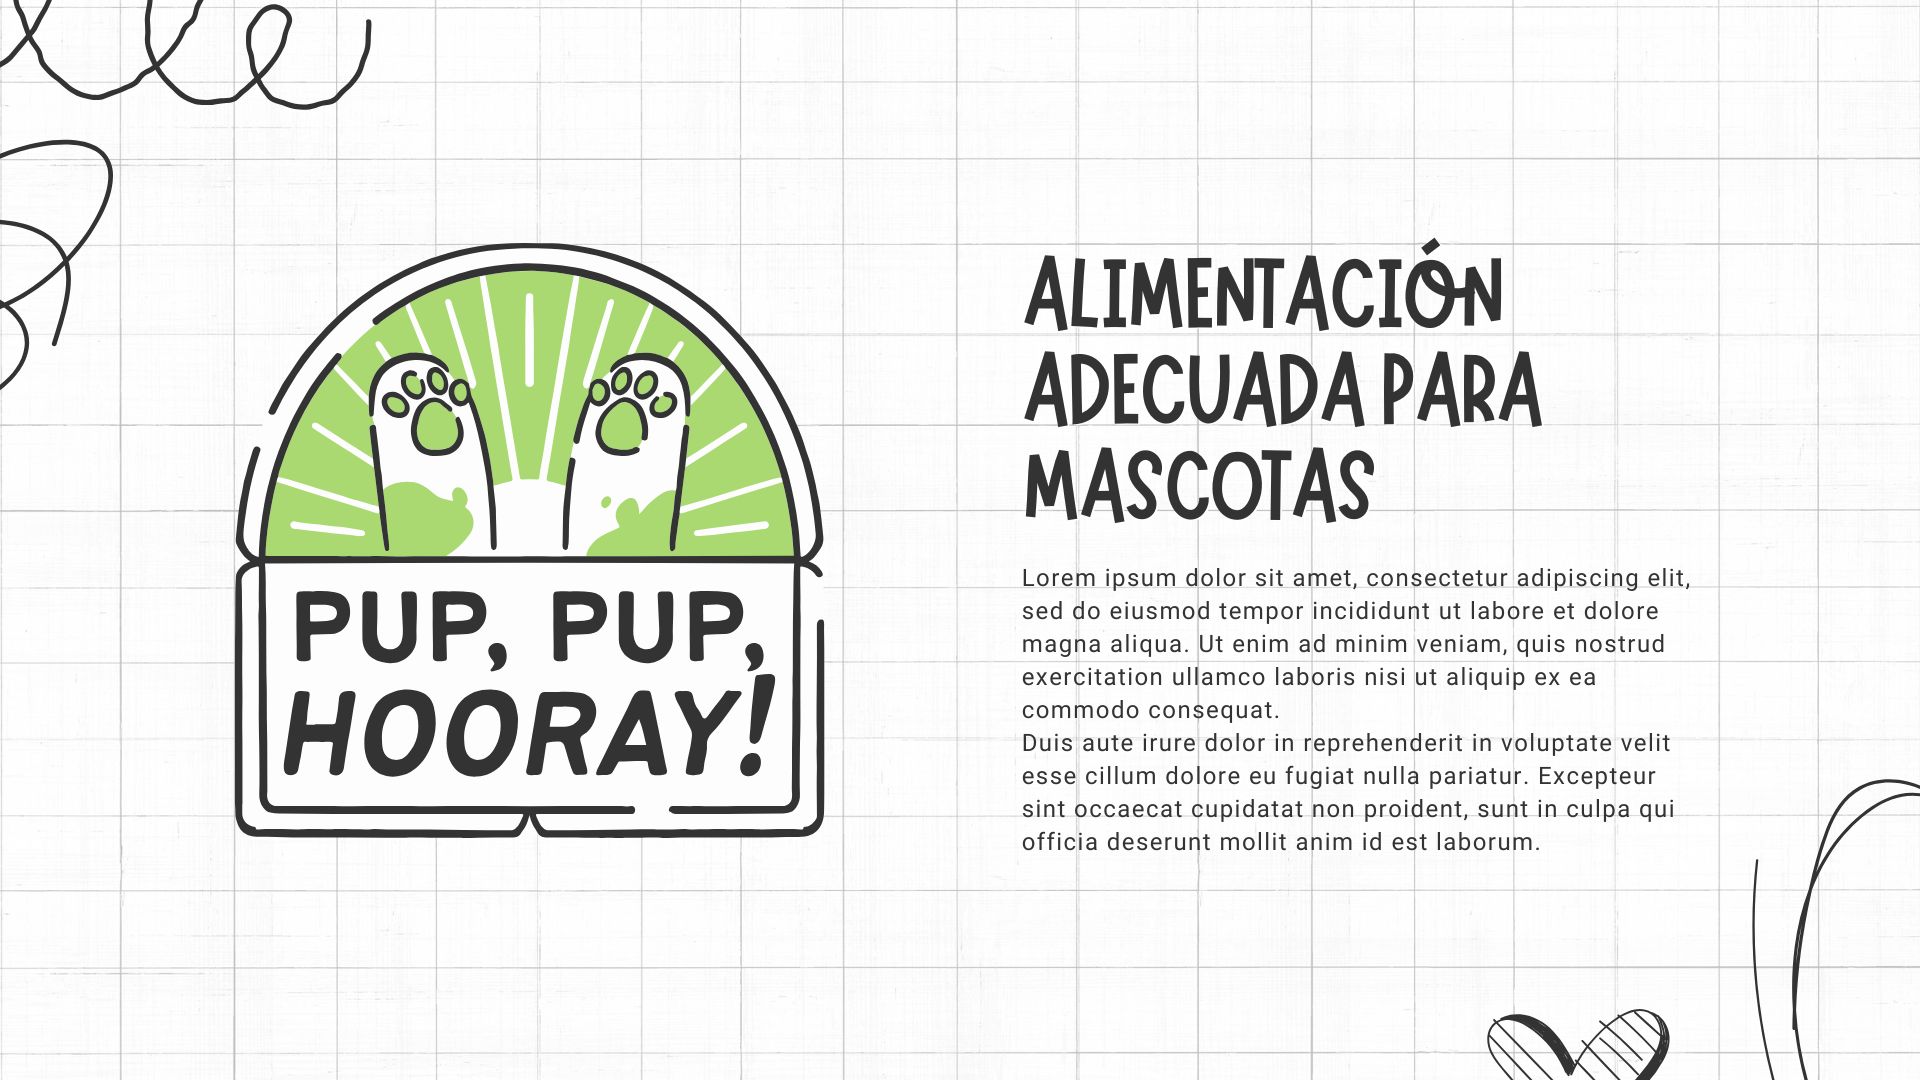 PUP, PUP,
HOORAY!
ALIMENTACIÓN
ADECUADA PARA
MASCOTAS
Lorem ipsum dolor sit amet, consectetur adipiscing elit,
sed do eiusmod tempor incididunt ut labore et dolore
magna aliqua. Ut enim ad minim veniam, quis nostrud
exercitation ullamco laboris nisi ut aliquip ex ea
commodo consequat.
Duis aute irure dolor in reprehenderit in voluptate velit
esse cillum dolore eu fugiat nulla pariatur. Excepteur
sint occaecat cupidatat non proident, sunt in culpa qui
officia deserunt mollit anim id est laborum.